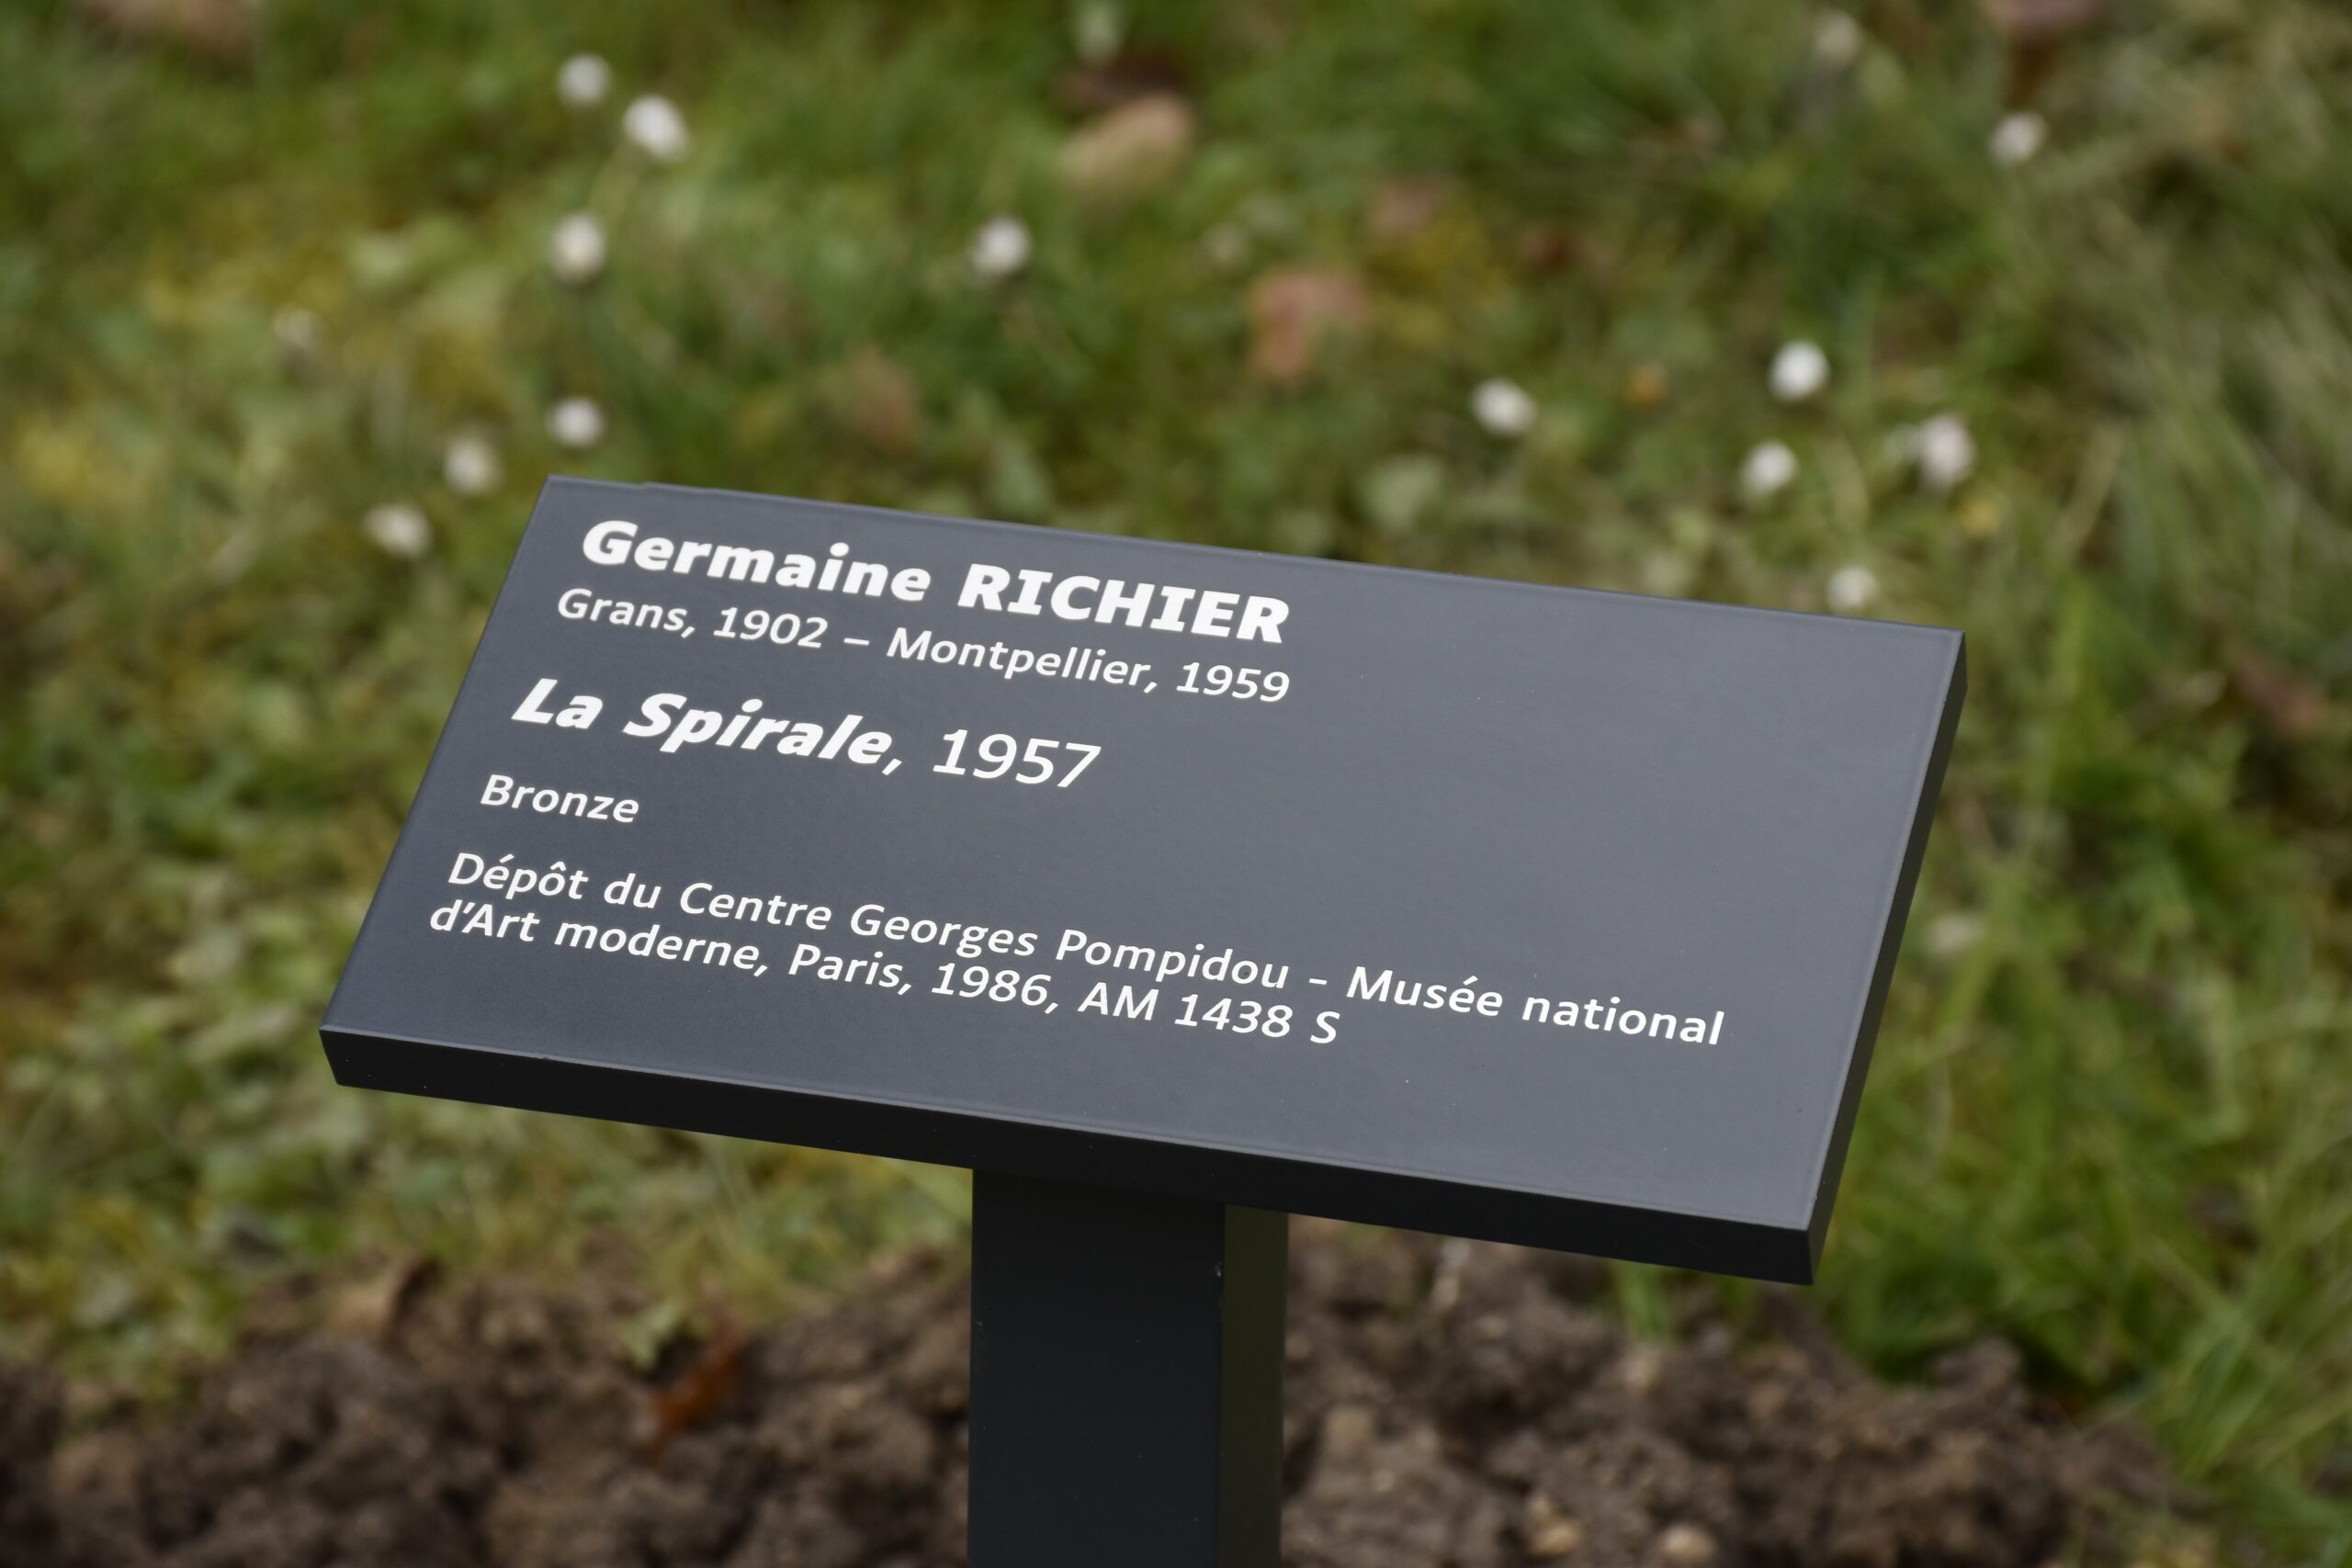 Germaine RICHIER
Grans, 1902 – Montpellier, 1959
La Spirale, 1957
Bronze
Dépôt du Centre Georges Pompidou - Musée national
d'Art moderne, Paris, 1986, AM 1438 S